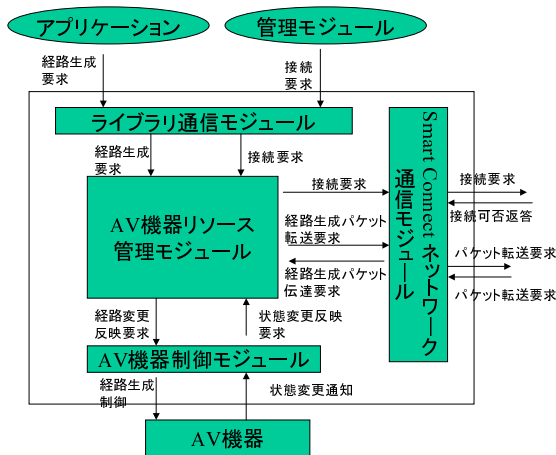 アプリケーション
管理モジュール
経路生成
要求
接続
要求
ライブラリ通信モジュール
経路生成
要求
接続要求
AV機器リソース
管理モジュール
接続要求
経路生成パケット
転送要求
経路生成パケット
伝達要求
Smart Connect ネットワーク
通信モジュール
接続要求
接続可否返答
パケット転送要求
パケット転送要求
経路変更
反映要求
状態変更反映
要求
AV機器制御モジュール
経路生成
制御
状態変更通知
AV機器